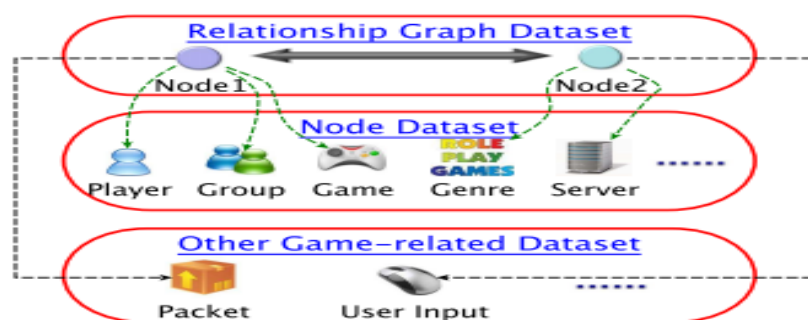 Relationship Graph Dataset
Node1 Node2
Node Dataset
ROLE
PLAY
GAMES
Player Group Game Genre Server
Other Game-related Dataset
Packet User Input